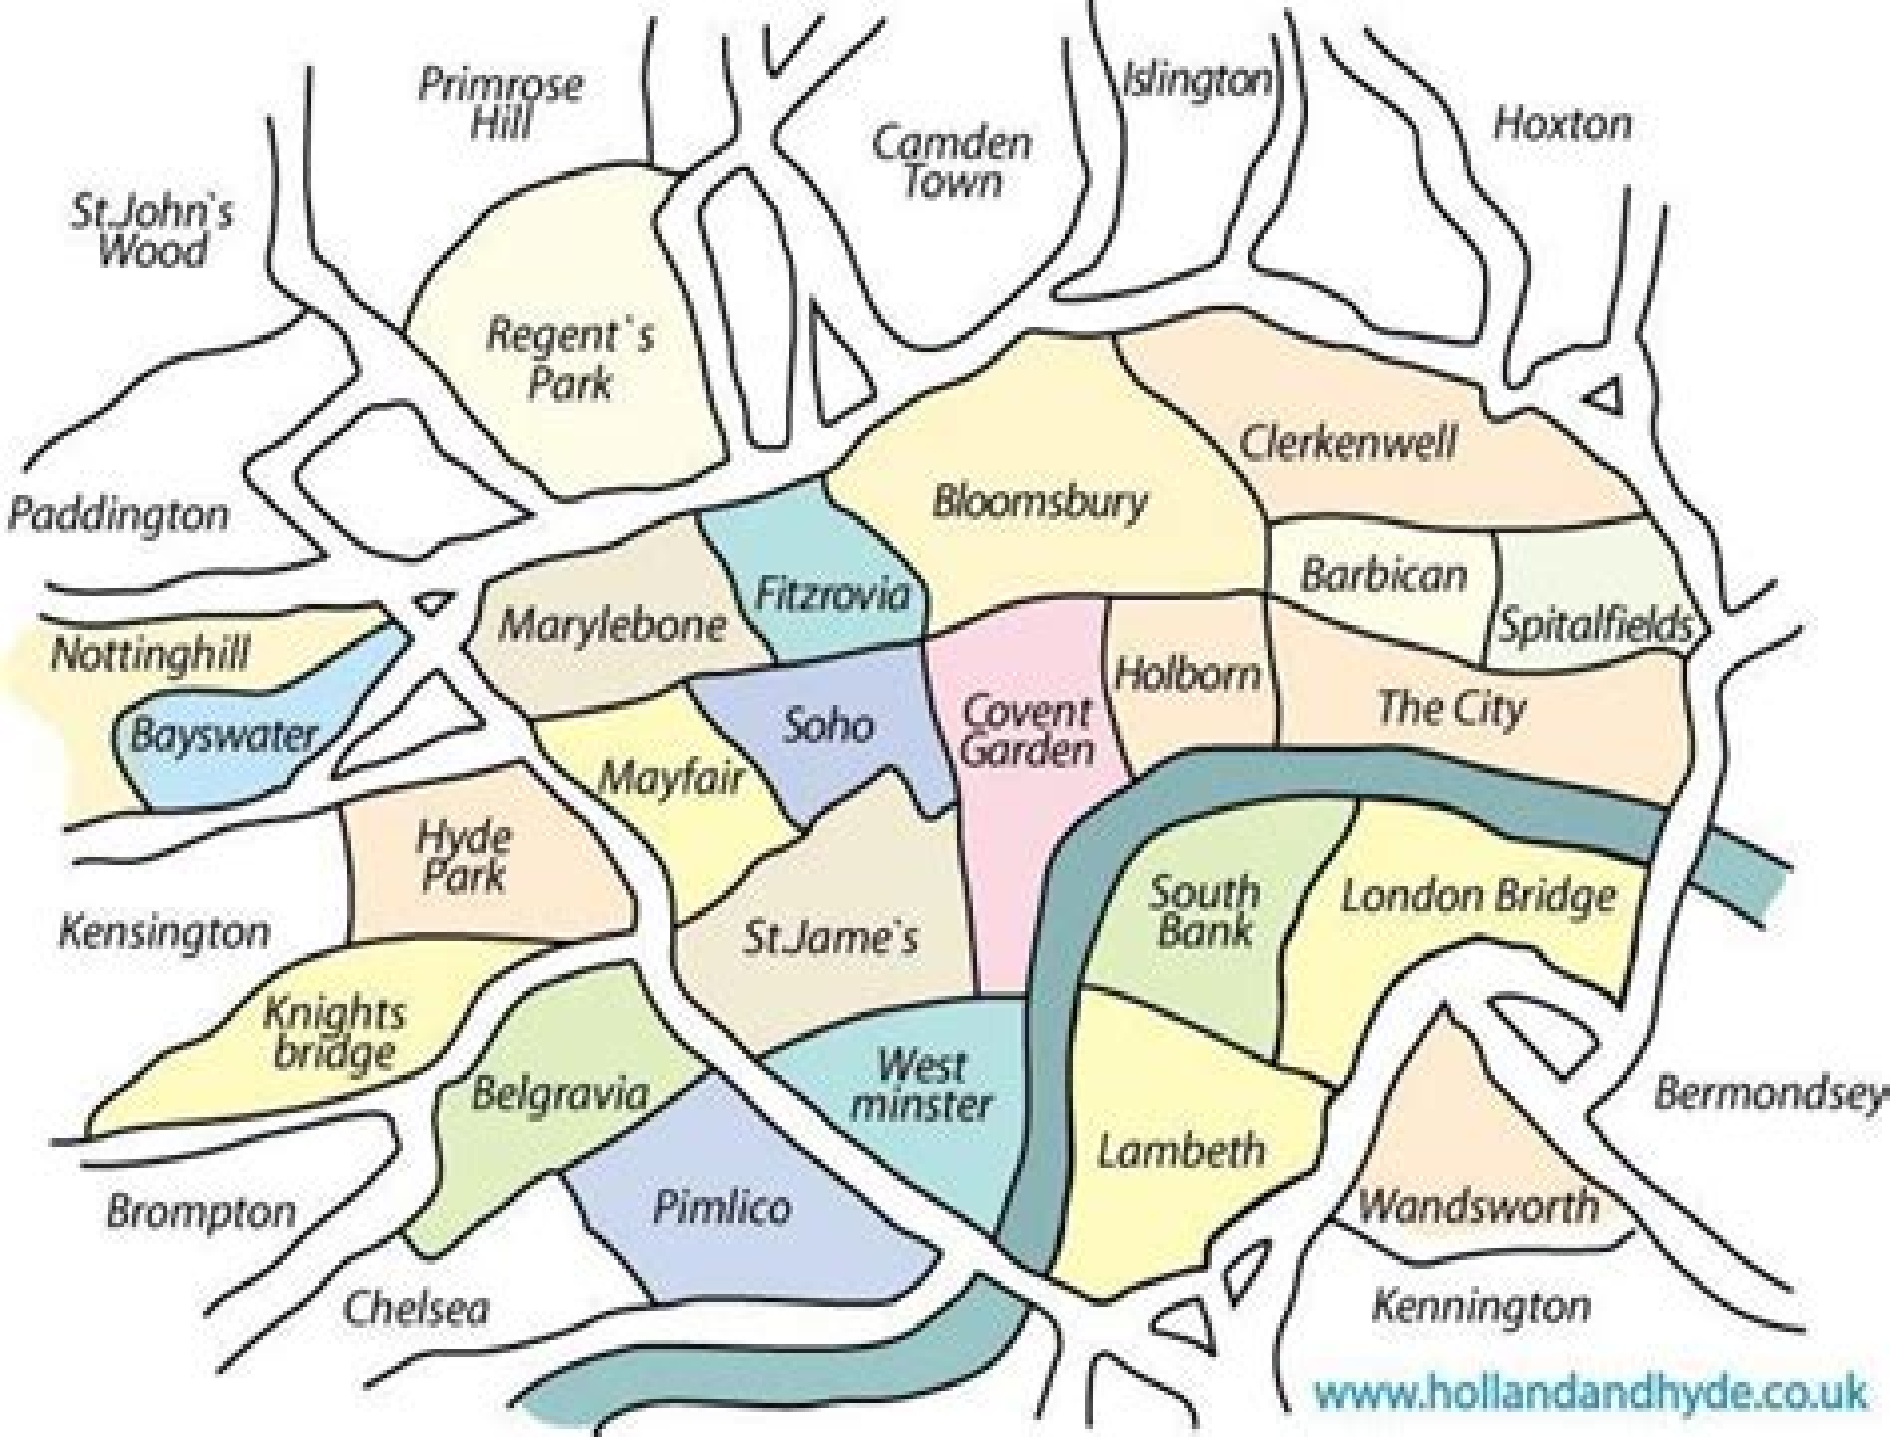 Primrose
Hill
Islington
Hoxton
Camden
Town
St.John`s
Wood
Regent`s
Park
Clerkenwell
Bloomsbury
Paddington
Barbican
Fitzrovia
Marylebone
Spitalfields
Nottinghill
Holborn
The City
Covent
Garden
Soho
Bayswater
Mayfair
Hyde
Park
South
Bank
London Bridge
Kensington
St.Jame`s
Knights
bridge
West
minster
Belgravia
Bermondsey
Lambeth
Brompton
Pimlico
Wandsworth
Chelsea
Kennington
www.hollandandhyde.co.uk